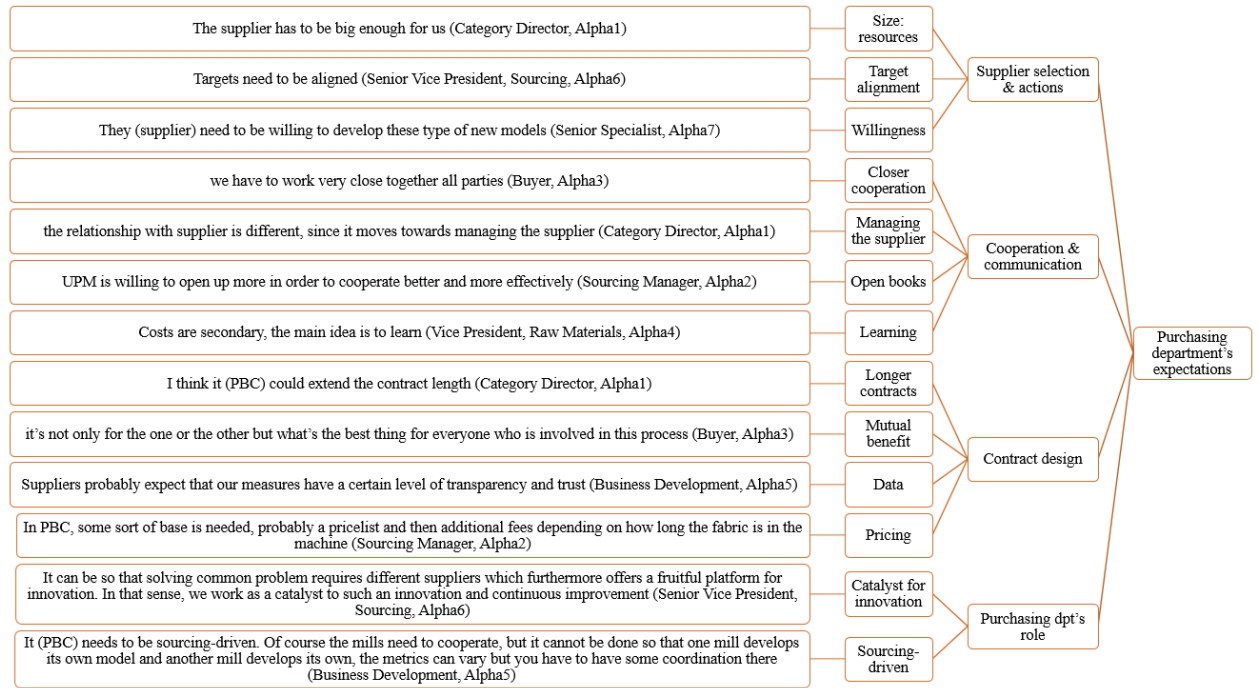 The supplier has to be big enough for us (Category Director, Alpha1)
Size:
resources
Targets need to be aligned (Senior Vice President, Sourcing, Alpha6)
Target
alignment
They (supplier) need to be willing to develop these type of new models (Senior Specialist, Alpha7)
Willingness
Supplier selection
& actions
we have to work very close together all parties (Buyer, Alpha3)
Closer
cooperation
the relationship with supplier is different, since it moves towards managing the supplier (Category Director, Alpha1)
Managing
the supplier
UPM is willing to open up more in order to cooperate better and more effectively (Sourcing Manager, Alpha2)
Open books
Costs are secondary, the main idea is to learn (Vice President, Raw Materials, Alpha4)
Learning
Cooperation &
communication
I think it (PBC) could extend the contract length (Category Director, Alpha1)
Longer
contracts
it’s not only for the one or the other but what’s the best thing for everyone who is involved in this process (Buyer, Alpha3)
Mutual
benefit
Suppliers probably expect that our measures have a certain level of transparency and trust (Business Development, Alpha5)
Data
In PBC, some sort of base is needed, probably a pricelist and then additional fees depending on how long the fabric is in the
machine (Sourcing Manager, Alpha2)
Pricing
Contract design
It can be so that solving common problem requires different suppliers which furthermore offers a fruitful platform for
innovation. In that sense, we work as a catalyst to such an innovation and continuous improvement (Senior Vice President,
Sourcing, Alpha6)
Catalyst for
innovation
It (PBC) needs to be sourcing-driven. Of course the mills need to cooperate, but it cannot be done so that one mill develops
its own model and another mill develops its own, the metrics can vary but you have to have some coordination there
(Business Development, Alpha5)
Sourcing-
driven
Purchasing dpt’s
role
Purchasing
department’s
expectations